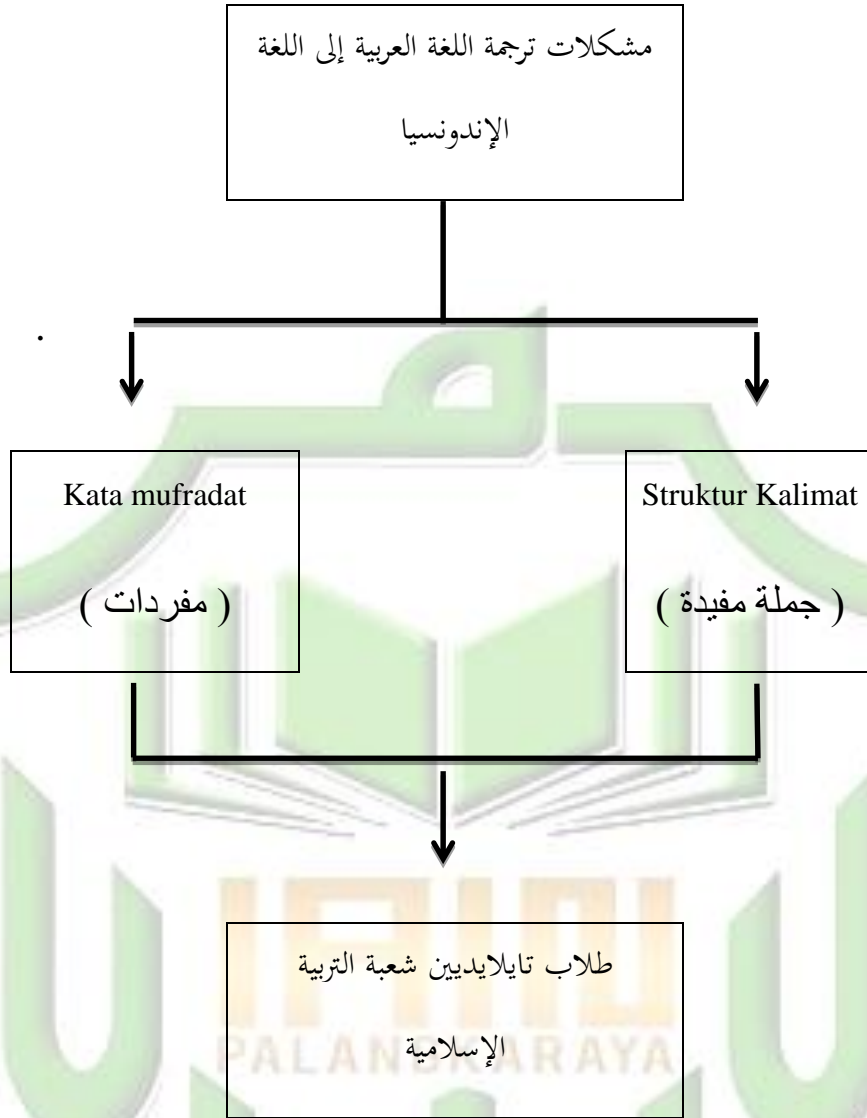 مشكلات ترجمة اللغة العربية إلى اللغة
الإندونسيا
.
Kata mufradat
( مفردات )
Struktur Kalimat
( جملة مفيدة )
طلاب تايلايديين شعبة التربية
الإسلامية
PALANGKARAYA